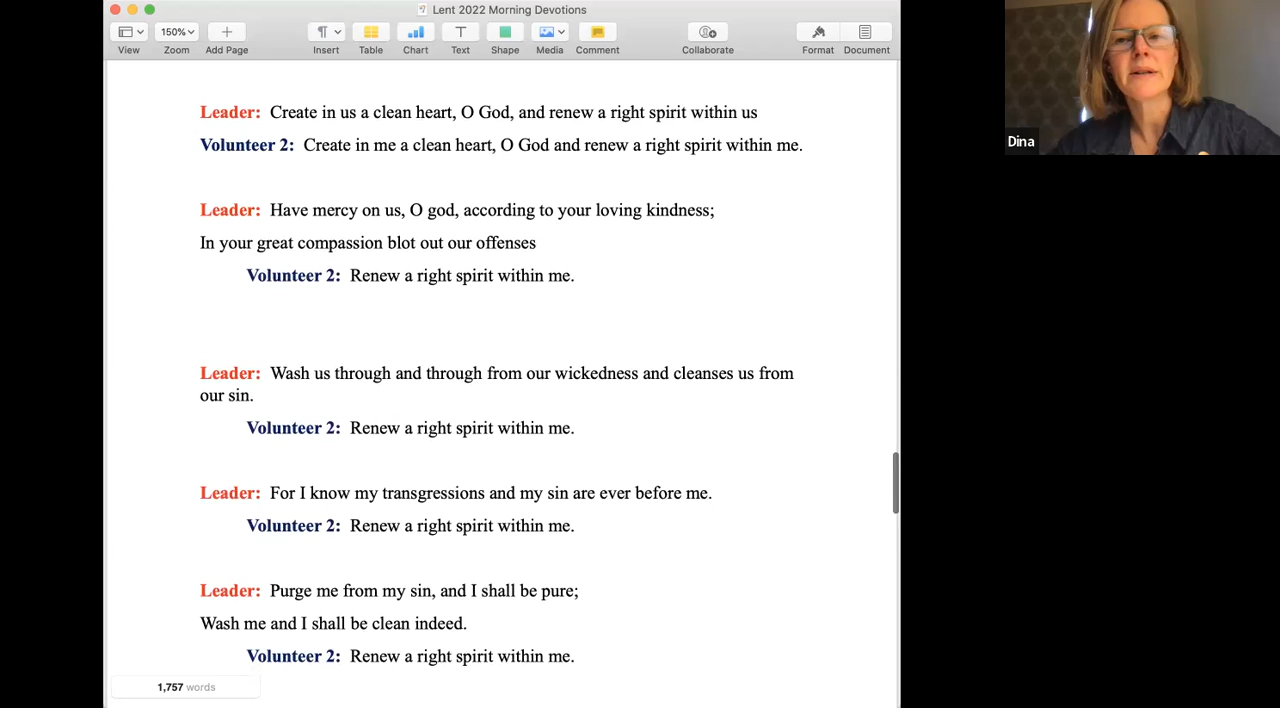 Lent 2022 Morning Devotions
150%
View Zoom Add Page Insert Table Chart Text Shape Media Comment Collaborate Format Document
Dina
Leader: Create in us a clean heart, O God, and renew a right spirit within us
Volunteer 2: Create in me a clean heart, O God and renew a right spirit within me.
Leader: Have mercy on us, O god, according to your loving kindness;
In your great compassion blot out our offenses
Volunteer 2: Renew a right spirit within me.
Leader: Wash us through and through from our wickedness and cleanses us from
our sin.
Volunteer 2: Renew a right spirit within me.
Leader: For I know my transgressions and my sin are ever before me.
Volunteer 2: Renew a right spirit within me.
Leader: Purge me from my sin, and I shall be pure;
Wash me and I shall be clean indeed.
Volunteer 2: Renew a right spirit within me.
1,757 words